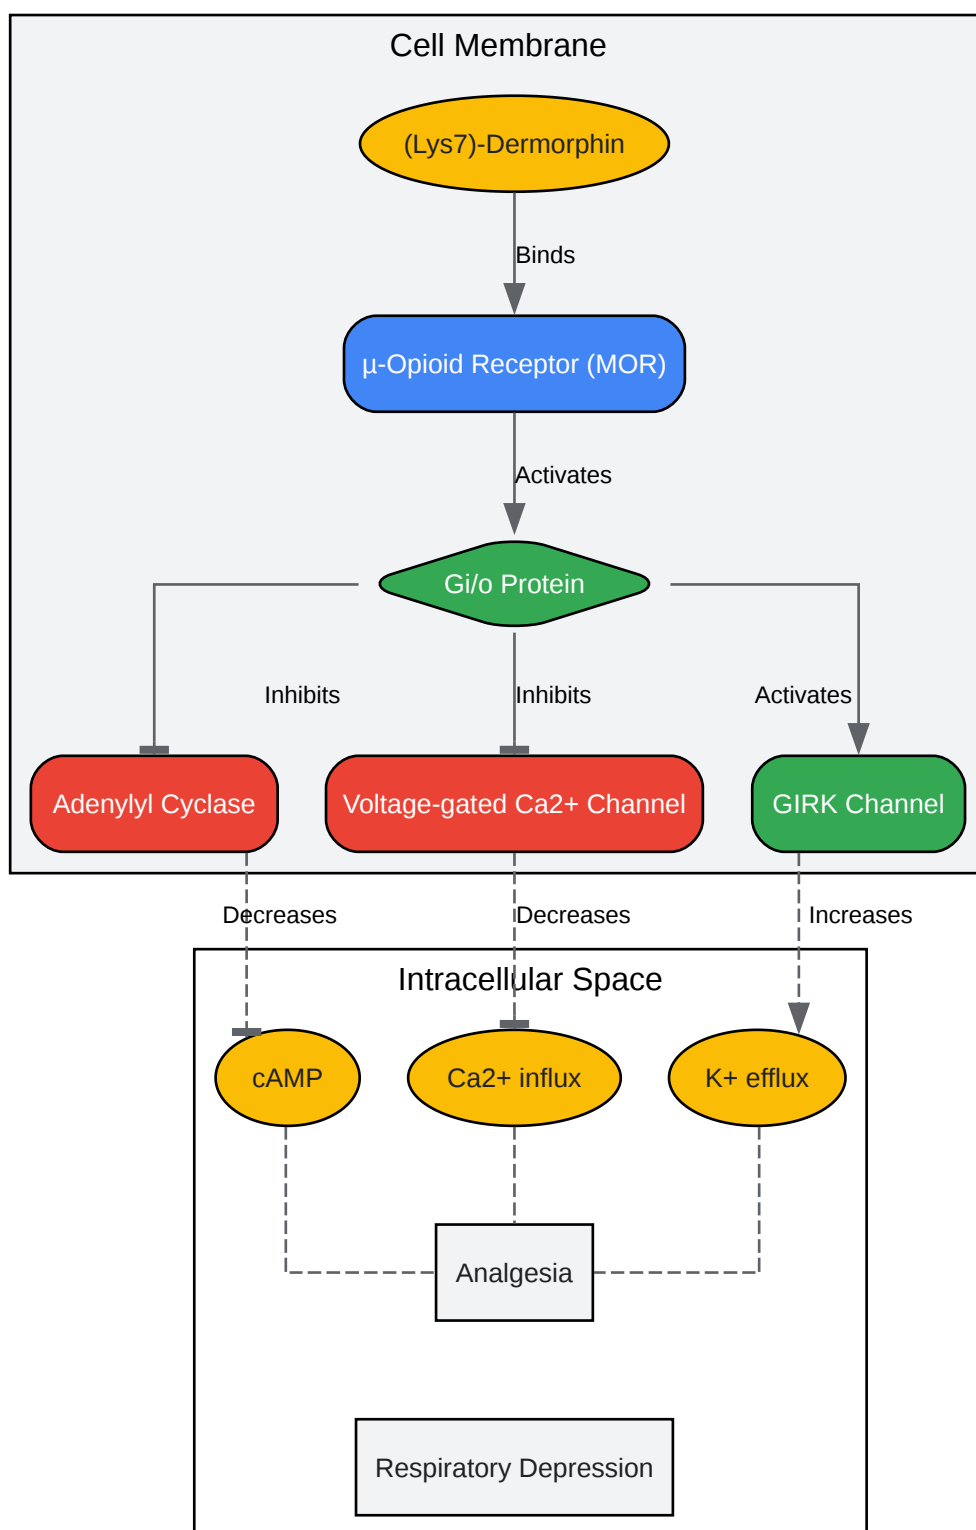 Cell Membrane
(Lys7)-Dermorphin
Binds
µ-Opioid Receptor (MOR)
Activates
Gi/o Protein
Inhibits
Inhibits
Activates
Adenylyl Cyclase
Voltage-gated Ca2+ Channel
GIRK Channel
Decreases
Decreases
Increases
Intracellular Space
cAMP
Ca2+ influx
K+ efflux
Analgesia
Respiratory Depression